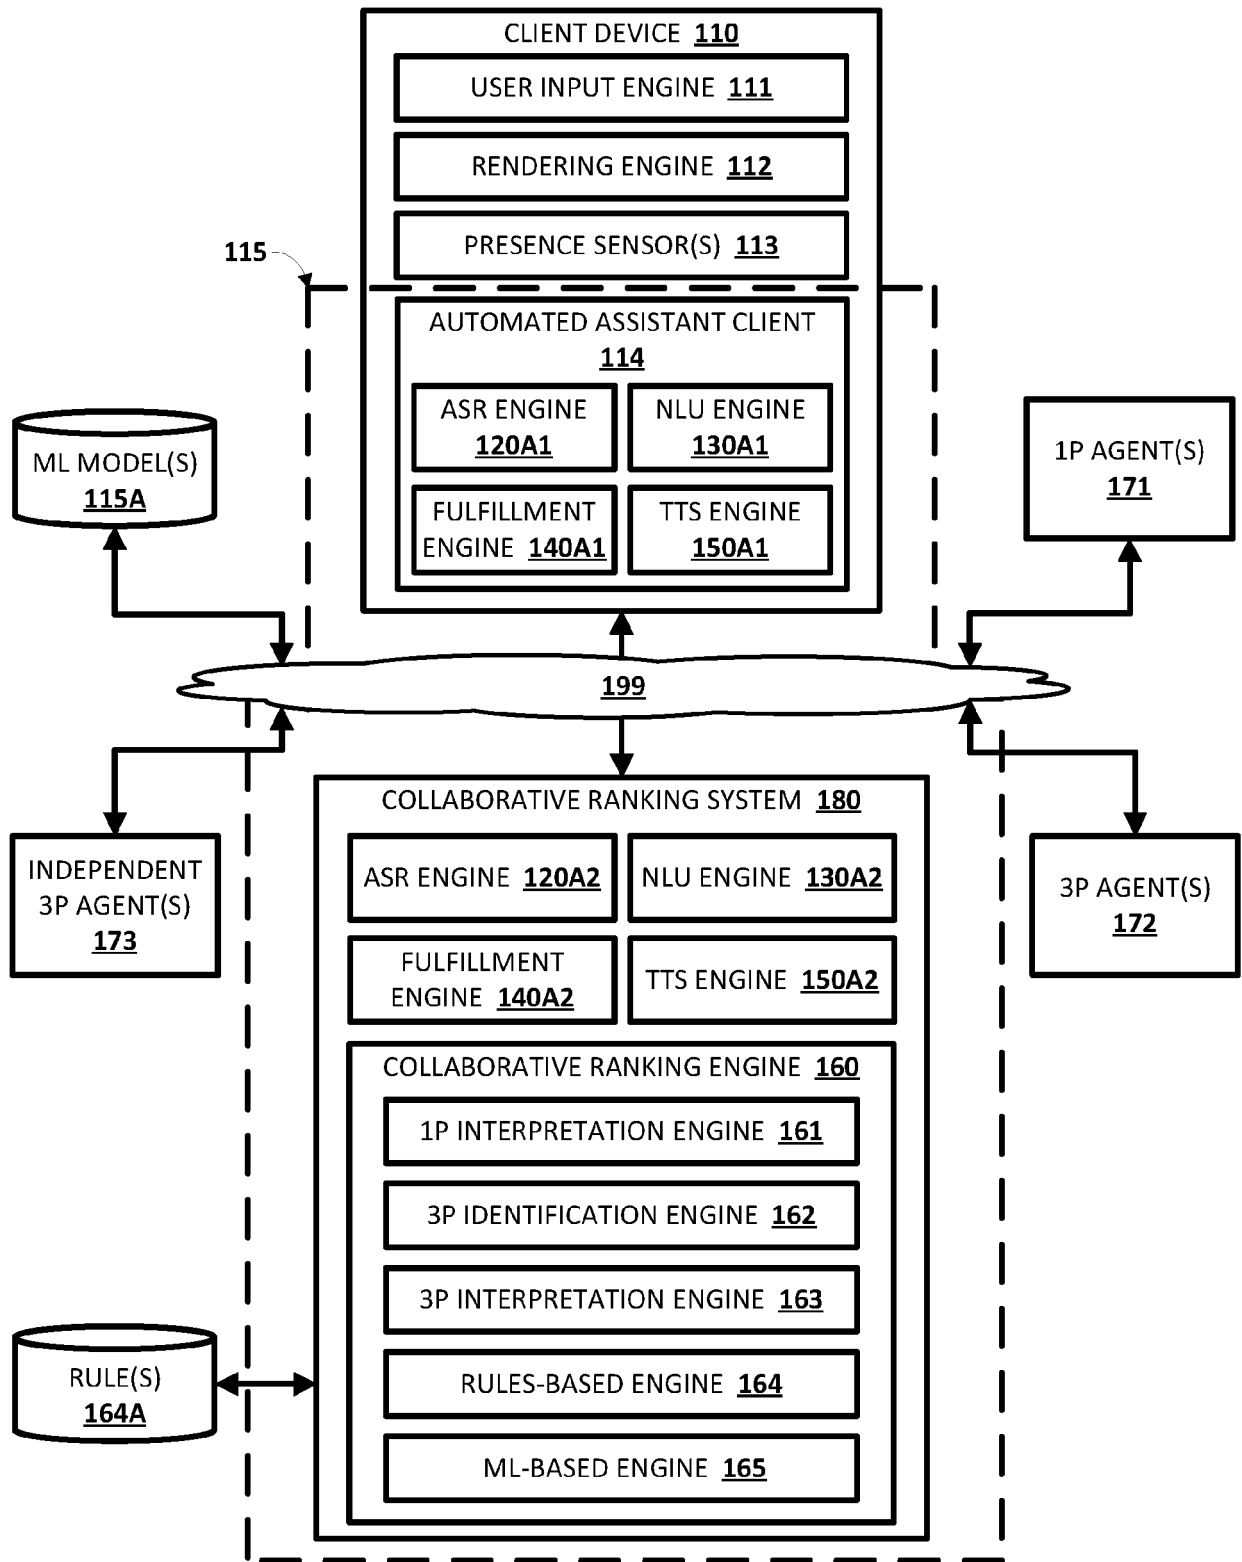 CLIENT DEVICE 110
USER INPUT ENGINE 111
RENDERING ENGINE 112
PRESENCE SENSOR(S) 113
115
AUTOMATED ASSISTANT CLIENT
114
ASR ENGINE
120A1
NLU ENGINE
130A1
FULFILLMENT
ENGINE 140A1
TTS ENGINE
150A1
ML MODEL(S)
115A
1P AGENT(S)
171
199
INDEPENDENT
3P AGENT(S)
173
3P AGENT(S)
172
COLLABORATIVE RANKING SYSTEM 180
ASR ENGINE 120A2
NLU ENGINE 130A2
FULFILLMENT
ENGINE 140A2
TTS ENGINE 150A2
COLLABORATIVE RANKING ENGINE 160
1P INTERPRETATION ENGINE 161
3P IDENTIFICATION ENGINE 162
3P INTERPRETATION ENGINE 163
RULES-BASED ENGINE 164
ML-BASED ENGINE 165
RULE(S)
164A